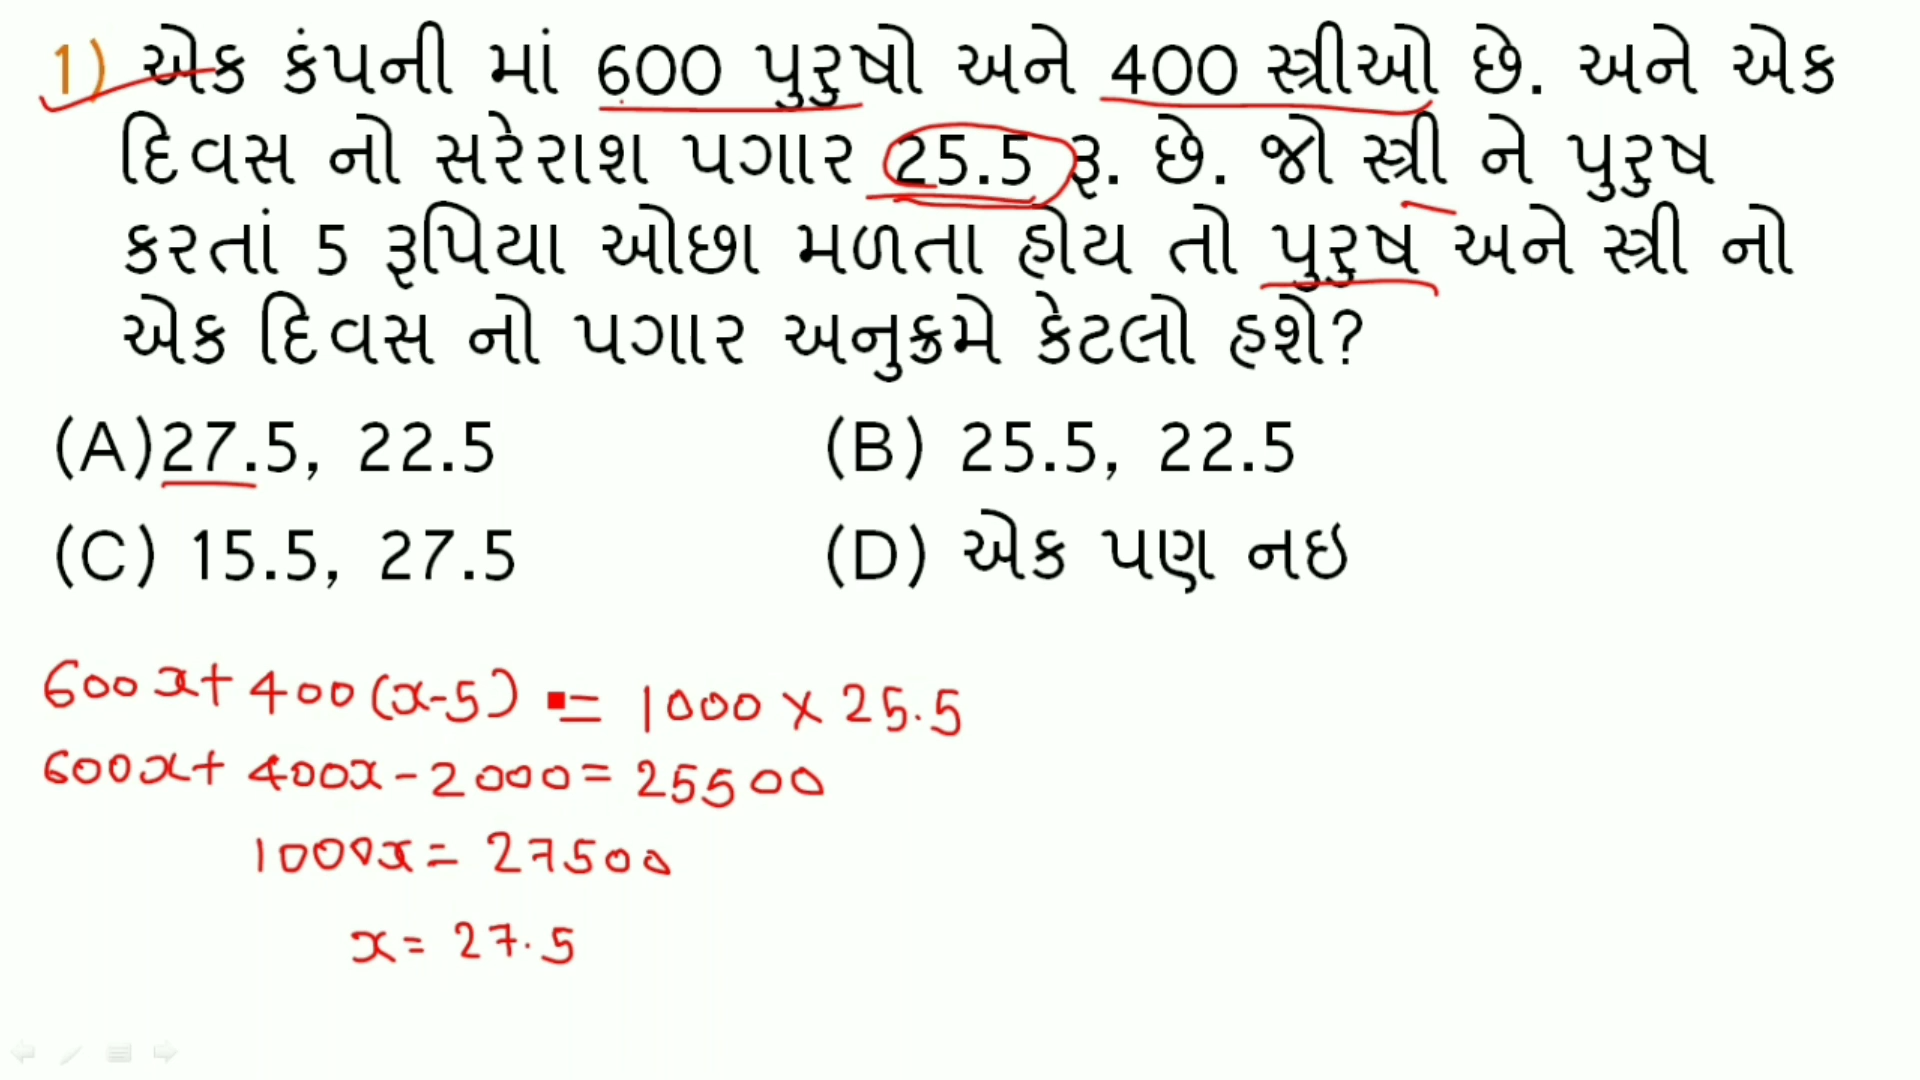 1) એક કંપની માં 600 પુરુષો અને 400 સ્ત્રીઓ છે. અને એક
દિવસ નો સરેરાશ પગાર 25.5 રૂ. છે. જો સ્ત્રી ને પુરુષ
કરતાં 5 રૂપિયા ઓછા મળતા હોય તો પુરુષ અને સ્ત્રી નો
એક દિવસ નો પગાર અનુક્રમે કેટલો હશે?
(A)27.5, 22.5 (B) 25.5, 22.5
(C) 15.5, 27.5 (D) એક પણ નઇ
600x+ 400(x-5) = 1000 × 25.5
600x+ 400x-2000= 25500
1000x= 27500
x= 27.5